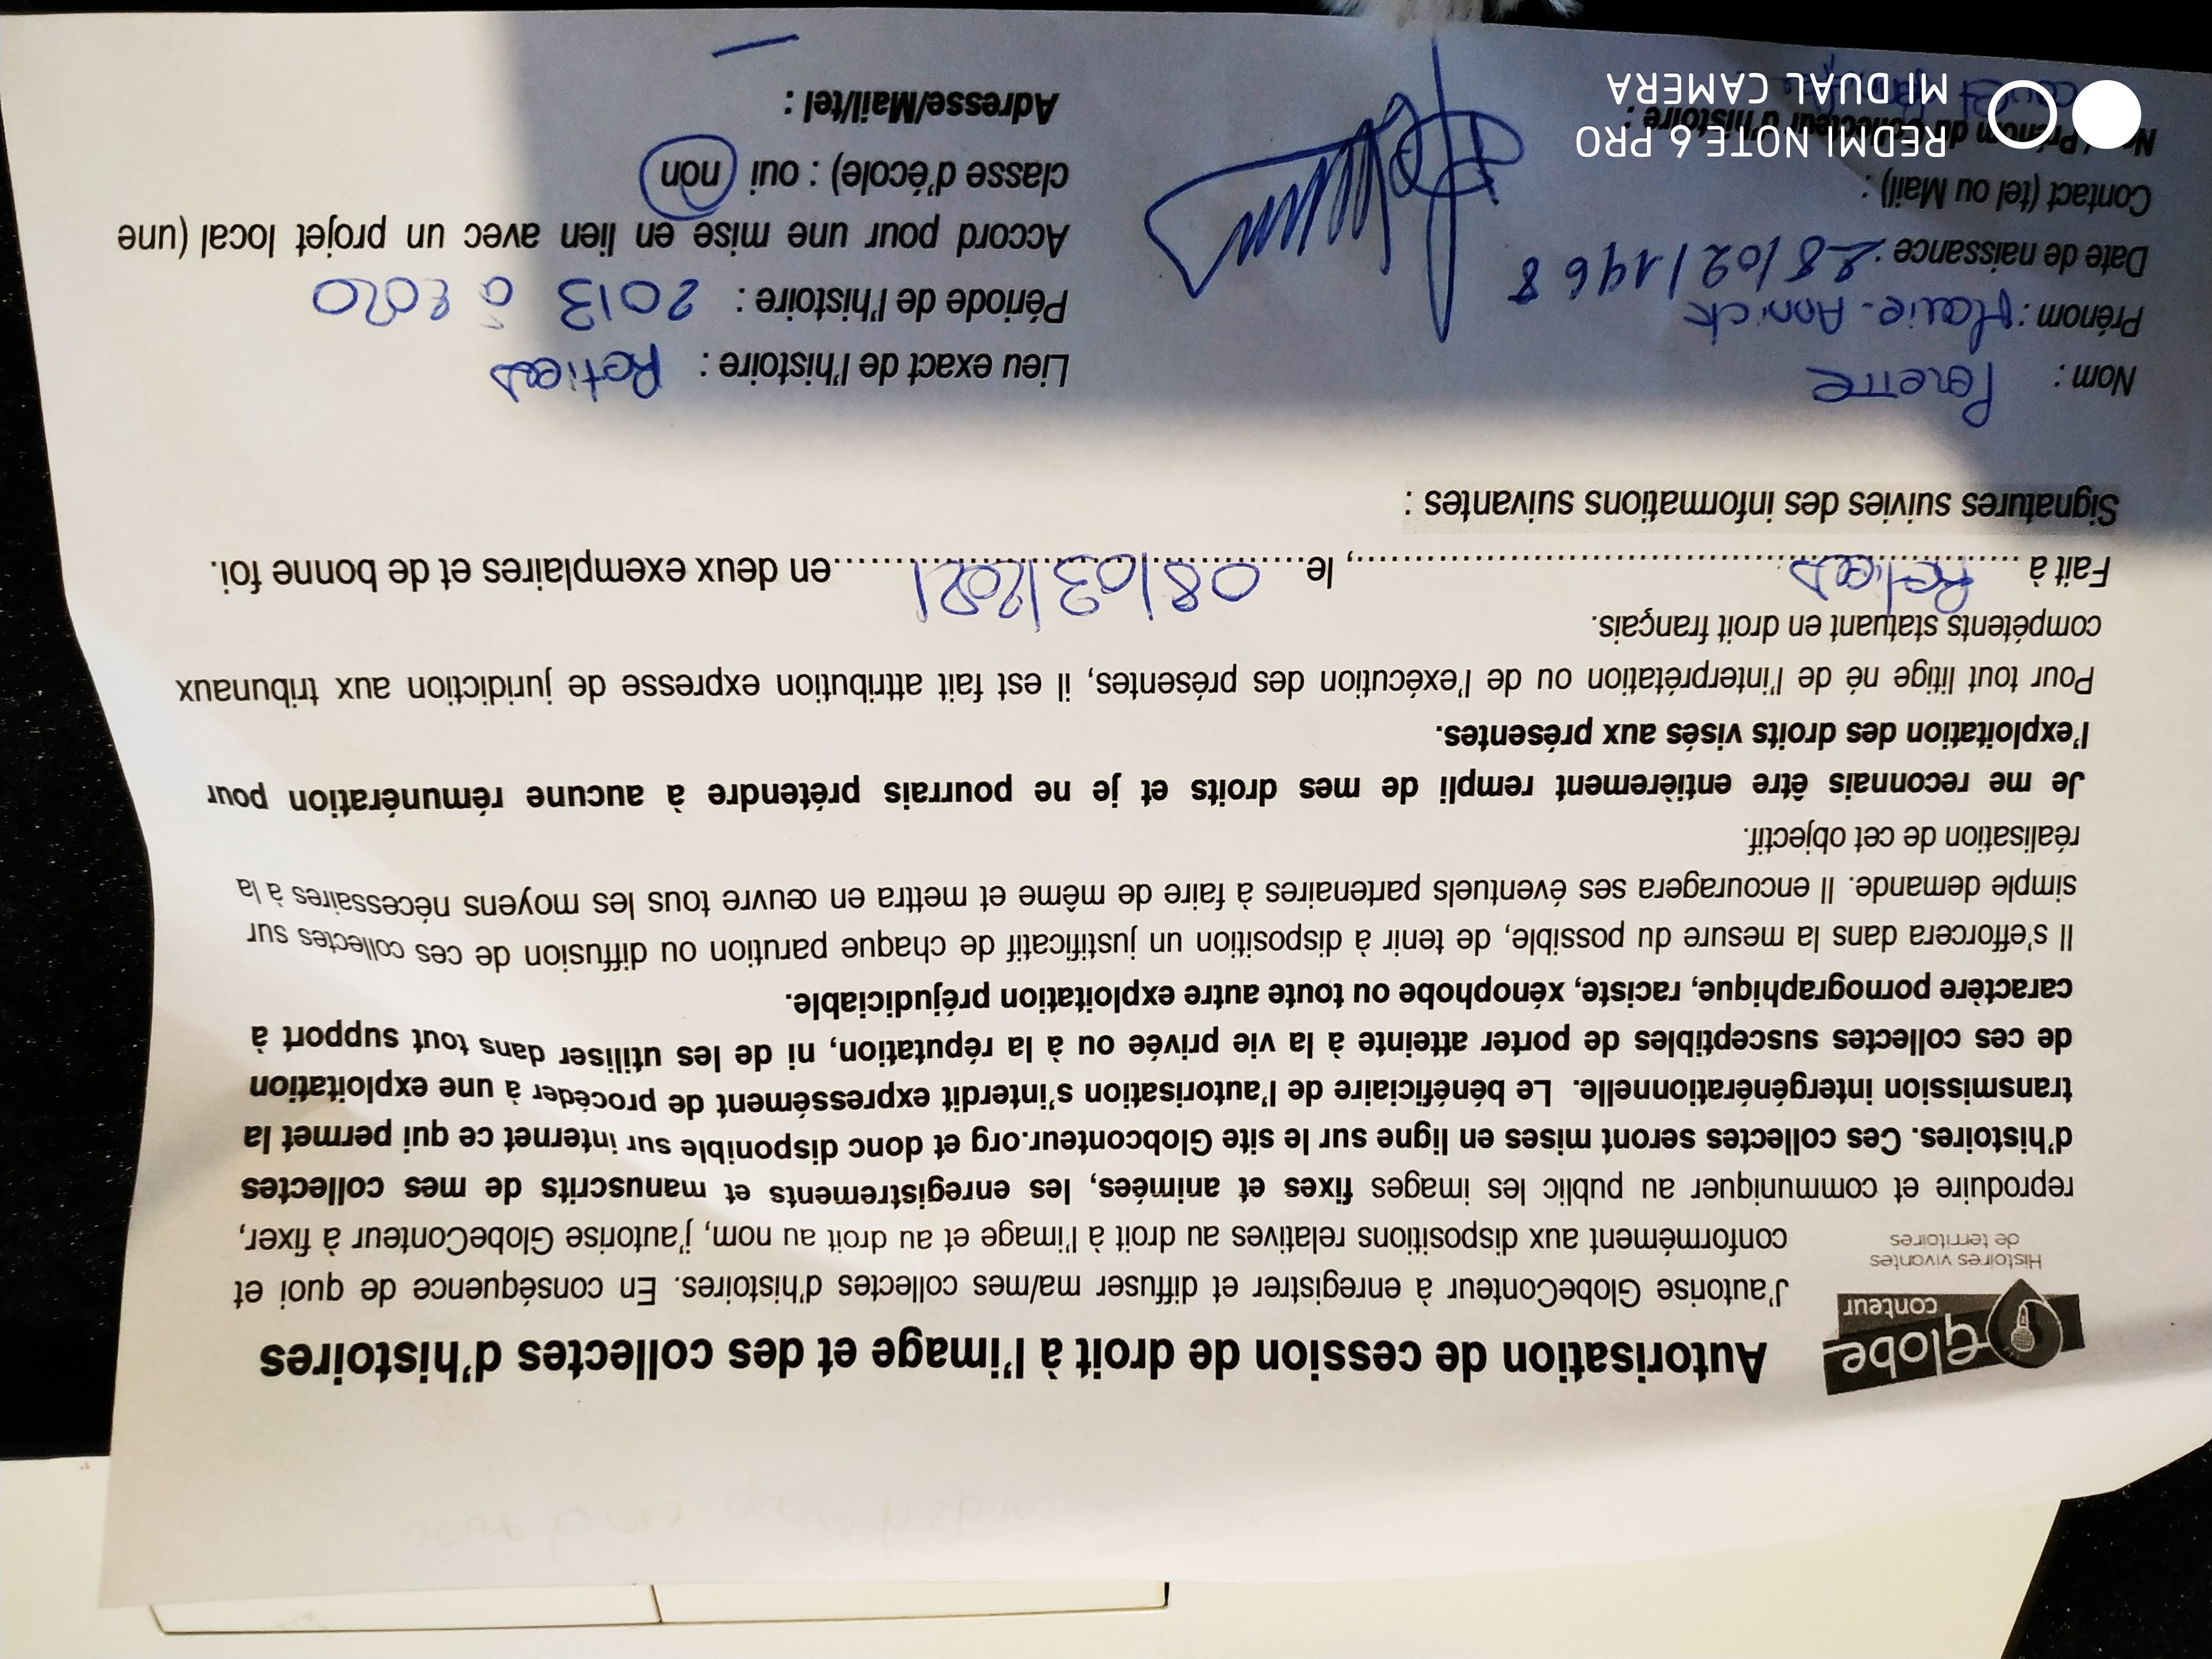 globe
conteur
Histoires vivantes
de territoires
Autorisation de cession de droit à l'image et des collectes d'histoires
J'autorise GlobeConteur à enregistrer et diffuser ma/mes collectes d'histoires. En conséquence de quoi et
conformément aux dispositions relatives au droit à l'image et au droit au nom, j'autorise GlobeConteur à fixer,
reproduire et communiquer au public les images fixes et animées, les enregistrements et manuscrits de mes collectes
d'histoires. Ces collectes seront mises en ligne sur le site Globconteur.org et donc disponible sur internet ce qui permet la
transmission intergénérationnelle. Le bénéficiaire de l'autorisation s'interdit expressément de procéder à une exploitation
de ces collectes susceptibles de porter atteinte à la vie privée ou à la réputation, ni de les utiliser dans tout support à
caractère pornographique, raciste, xénophobe ou toute autre exploitation préjudiciable.
Il s'efforcera dans la mesure du possible, de tenir à disposition un justificatif de chaque parution ou diffusion de ces collectes sur
simple demande. Il encouragera ses éventuels partenaires à faire de même et mettra en œuvre tous les moyens nécessaires à la
réalisation de cet objectif.
Je me reconnais être entièrement rempli de mes droits et je ne pourrais prétendre à aucune rémunération pour
l'exploitation des droits visés aux présentes.
Pour tout litige né de l'interprétation ou de l'exécution des présentes, il est fait attribution expresse de juridiction aux tribunaux
compétents statuant en droit français.
Fait à Retiers, le 08/03/2021 en deux exemplaires et de bonne foi.
Signatures suivies des informations suivantes :
Nom : Perette
Prénom : Marie-Annick
Date de naissance : 28/02/1968
Contact (tel ou Mail) :
Nom/Prénom du collecteur d'histoire :
Lieu exact de l'histoire : Retiers
Période de l'histoire : 2013 à 2020
Accord pour une mise en lien avec un projet local (une
classe d'école) : oui non
Adresse/Mail/tel :
REDMI NOTE 6 PRO
MI DUAL CAMERA